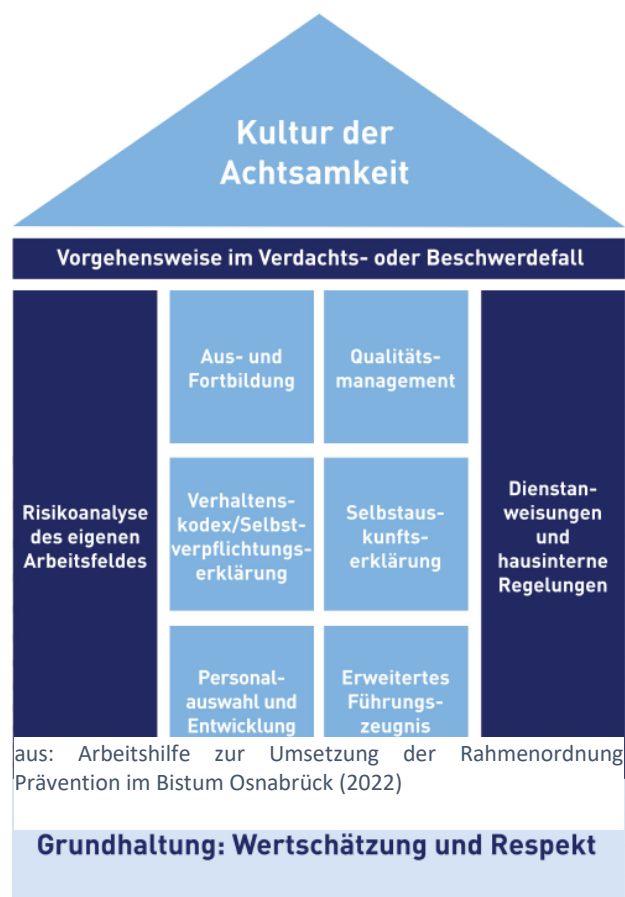 Kultur der
Achtsamkeit
Vorgehensweise im Verdachts- oder Beschwerdefall
Risikoanalyse
des eigenen
Arbeitsfeldes
Aus- und
Fortbildung
Qualitäts-
management
Verhaltens-
kodex/Selbst-
verpflichtungs-
erklärung
Selbstaus-
kunfts-
erklärung
Personal-
auswahl und
Entwicklung
Erweitertes
Führungs-
zeugnis
Dienstan-
weisungen
und
hausinterne
Regelungen
aus: Arbeitshilfe zur Umsetzung der Rahmenordnung
Prävention im Bistum Osnabrück (2022)
Grundhaltung: Wertschätzung und Respekt